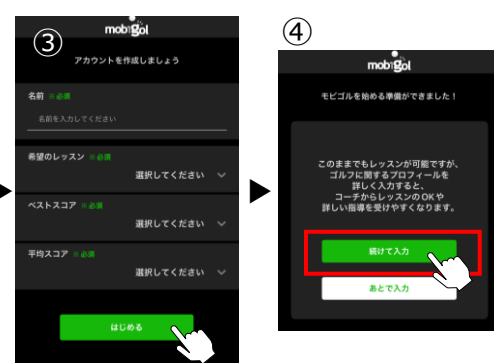 ③
mobigol
アカウントを作成しましょう
名前 ※必須
名前を入力してください
希望のレッスン ※必須
選択してください
ベストスコア ※必須
選択してください
平均スコア ※必須
選択してください
はじめる
④
mobigol
モビゴルを始める準備ができました！
このままでもレッスンが可能ですが、
ゴルフに関するプロフィールを
詳しく入力すると、
コーチからレッスンのOKや
詳しい指導を受けやすくなります。
続けて入力
あとで入力